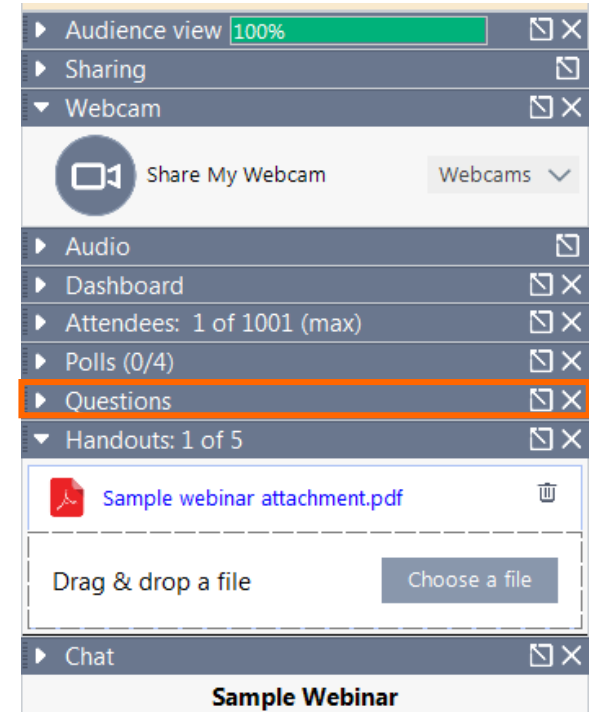 Audience view 100%
Sharing
Webcam
Share My Webcam Webcams
Audio
Dashboard
Attendees: 1 of 1001 (max)
Polls (0/4)
Questions
Handouts: 1 of 5
Sample webinar attachment.pdf
Drag & drop a file Choose a file
Chat
Sample Webinar